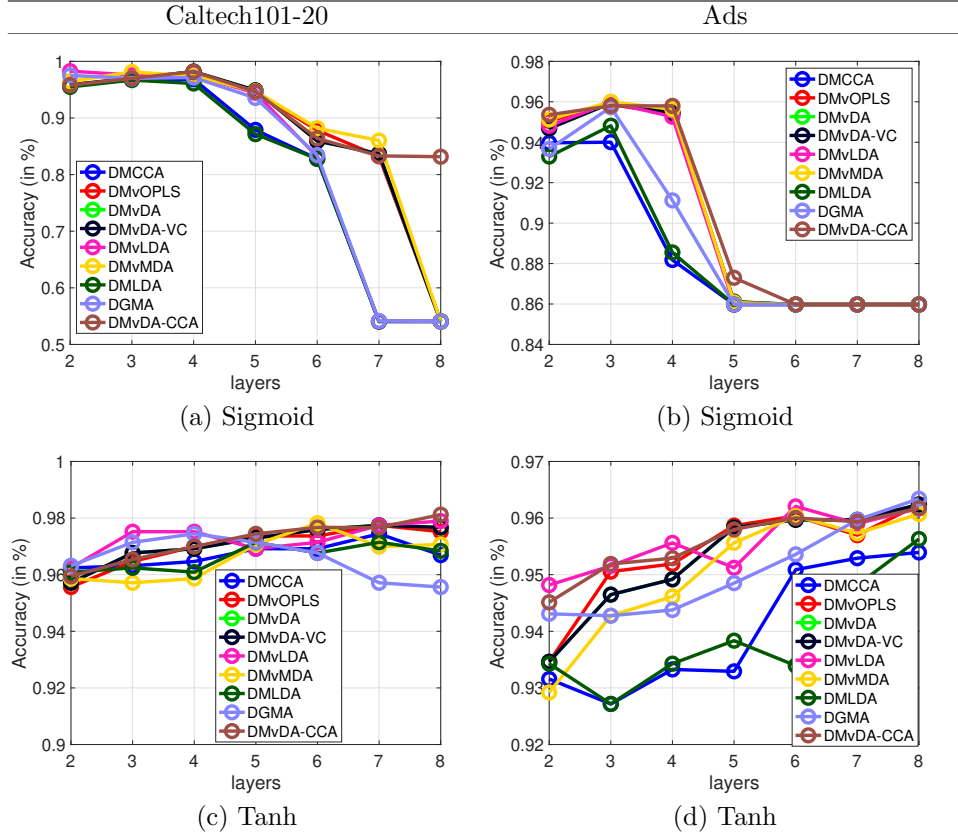 Caltech101-20
Ads
Accuracy (in %)
1
0.9
0.8
0.7
0.6
0.5
2 3 4 5 6 7 8
layers
DMCCA
DMvOPLS
DMvDA
DMvDA-VC
DMvLDA
DMvMDA
DMLDA
DGMA
DMvDA-CCA
(a) Sigmoid
Accuracy (in %)
0.98
0.96
0.94
0.92
0.9
0.88
0.86
0.84
2 3 4 5 6 7 8
layers
DMCCA
DMvOPLS
DMvDA
DMvDA-VC
DMvLDA
DMvMDA
DMLDA
DGMA
DMvDA-CCA
(b) Sigmoid
Accuracy (in %)
1
0.98
0.96
0.94
0.92
0.9
2 3 4 5 6 7 8
layers
DMCCA
DMvOPLS
DMvDA
DMvDA-VC
DMvLDA
DMvMDA
DMLDA
DGMA
DMvDA-CCA
(c) Tanh
Accuracy (in %)
0.97
0.96
0.95
0.94
0.93
0.92
2 3 4 5 6 7 8
layers
DMCCA
DMvOPLS
DMvDA
DMvDA-VC
DMvLDA
DMvMDA
DMLDA
DGMA
DMvDA-CCA
(d) Tanh